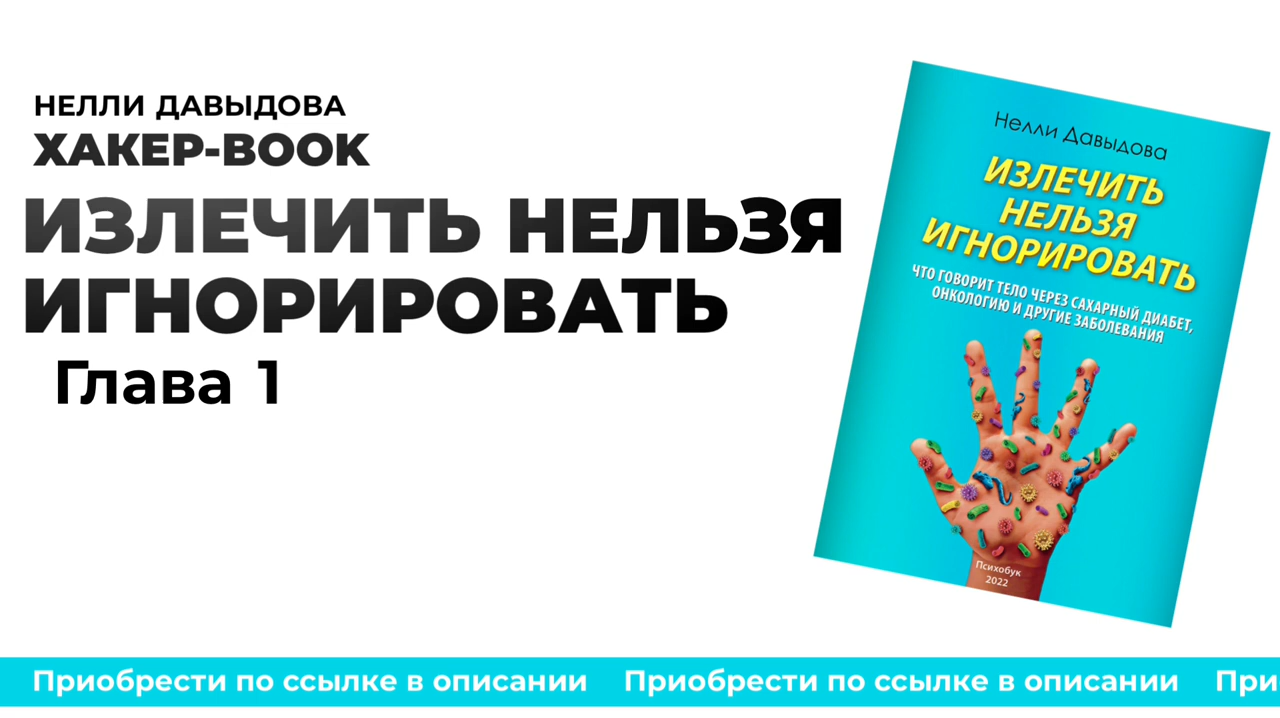 НЕЛЛИ ДАВЫДОВА
ХАКЕР-BOOK
ИЗЛЕЧИТЬ НЕЛЬЗЯ
ИГНОРИРОВАТЬ
Глава 1
Нелли Давыдова
ИЗЛЕЧИТЬ
НЕЛЬЗЯ
ИГНОРИРОВАТЬ
ЧТО ГОВОРИТ ТЕЛО ЧЕРЕЗ САХАРНЫЙ ДИАБЕТ,
ОНКОЛОГИЮ И ДРУГИЕ ЗАБОЛЕВАНИЯ
Психобук
2022
Приобрести по ссылке в описании Приобрести по ссылке в описании При